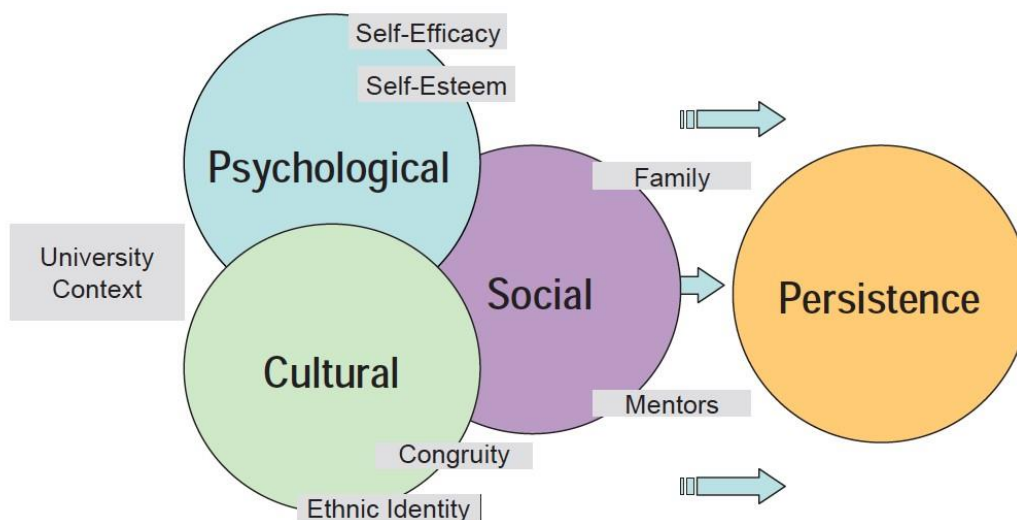 Self-Efficacy
Self-Esteem
Psychological
Family
University
Context
Social
Persistence
Cultural
Mentors
Congruity
Ethnic Identity